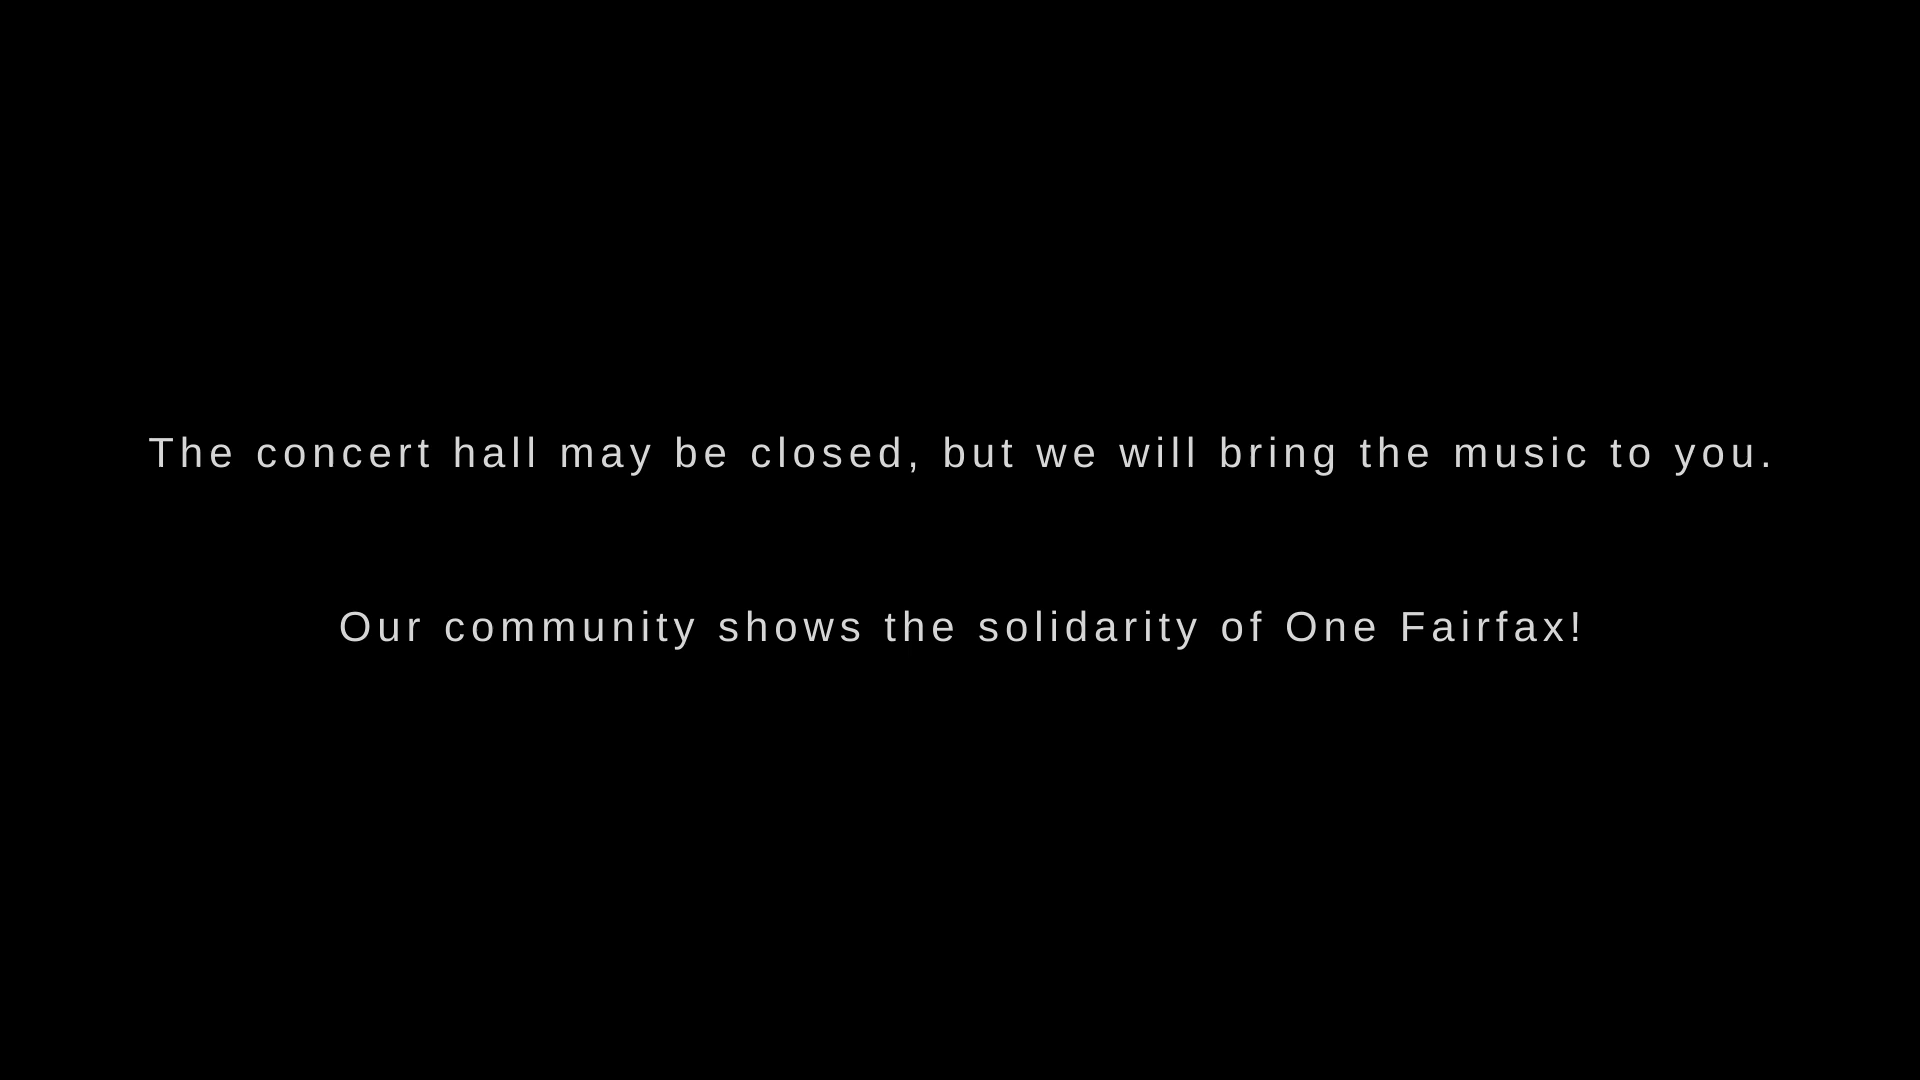 The concert hall may be closed, but we will bring the music to you.
Our community shows the solidarity of One Fairfax!